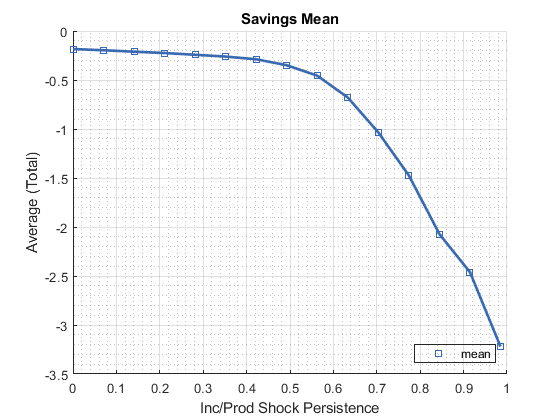 Savings Mean
Average (Total)
0
-0.5
-1
-1.5
-2
-2.5
-3
-3.5
0 0.1 0.2 0.3 0.4 0.5 0.6 0.7 0.8 0.9 1
Inc/Prod Shock Persistence
mean